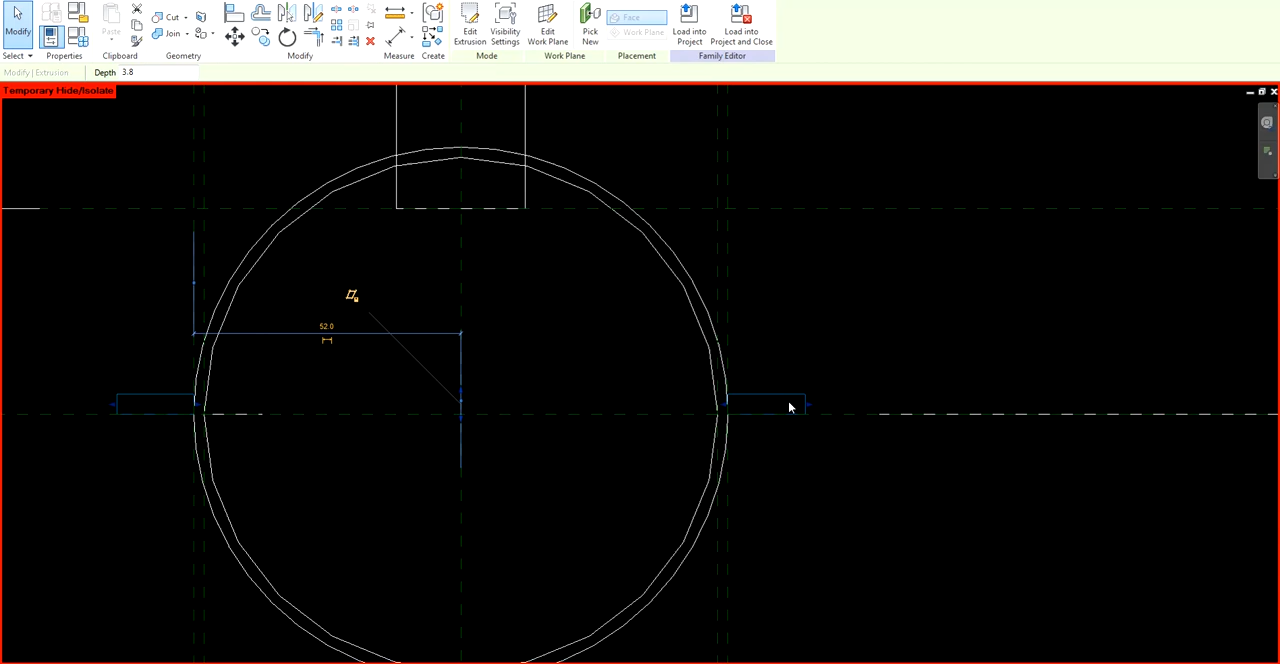 Modify
Select
Properties
Paste
Clipboard
Cut
Join
Geometry
Modify
Measure
Create
Edit
Extrusion
Visibility
Settings
Mode
Edit
Work Plane
Work Plane
Pick
New
Face
Work Plane
Placement
Load into
Project
Load into
Project and Close
Family Editor
Modify | Extrusion
Depth 3.8
Temporary Hide/Isolate
52.0